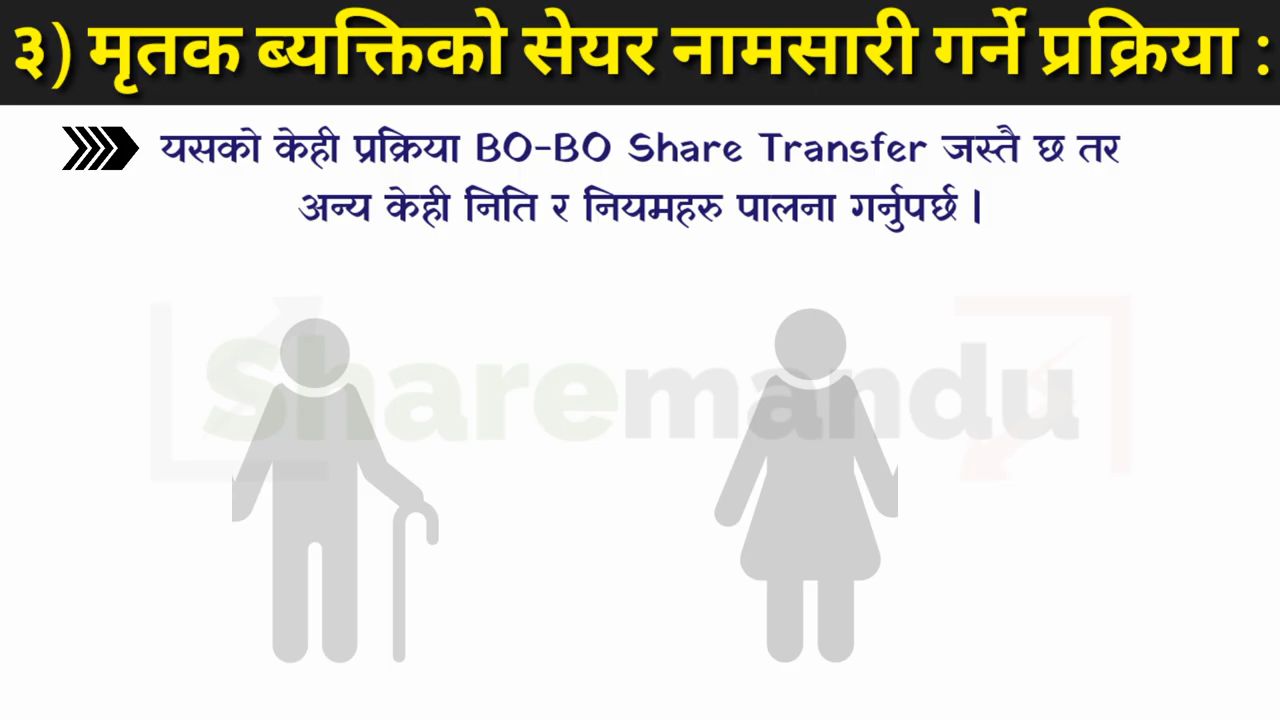 ३) मृतक ब्यक्तिको सेयर नामसारी गर्ने प्रक्रिया :
यसको केही प्रक्रिया BO-BO Share Transfer जस्तै छ तर
अन्य केही निति र नियमहरु पालना गर्नुपर्छ |
Sharemandu